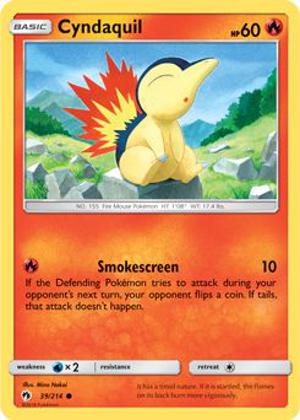 BASIC Cyndaquil HP60
NO. 155 Fire Mouse Pokémon HT: 1'08" WT: 17.4 lbs.
Smokescreen 10
If the Defending Pokémon tries to attack during your
opponent's next turn, your opponent flips a coin. If tails,
that attack doesn't happen.
weakness ×2 resistance retreat
Illus. Mina Nakai
39/214
It has a timid nature. If it is startled, the flames
on its back burn more vigorously.
©2019 Pokémon